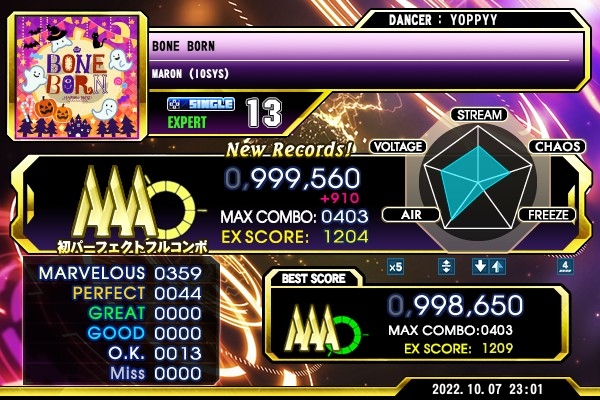 DANCER : YOPPYY
BONE BORN
BONE BORN
MARON (IOSYS)
SINGLE
EXPERT
13
New Records!
AAA
0,999,560
+910
MAX COMBO: 0403
EX SCORE: 1204
初パーフェクトフルコンボ
STREAM
VOLTAGE
CHAOS
AIR
FREEZE
x5
4
MARVELOUS 0359
PERFECT 0044
GREAT 0000
GOOD 0000
O.K. 0013
Miss 0000
BEST SCORE
AAA
0,998,650
MAX COMBO:0403
EX SCORE: 1209
2022.10.07 23:01